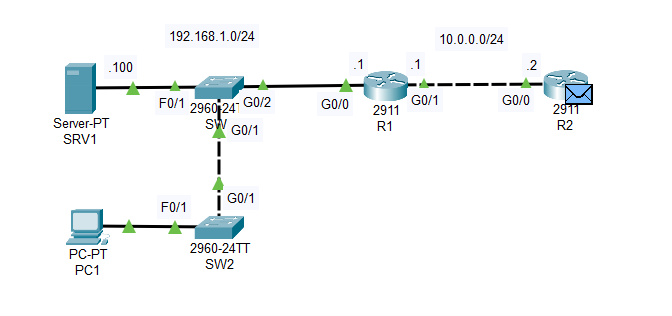 192.168.1.0/24
10.0.0.0/24
.100
.1
.1
.2
F0/1
G0/2
G0/0
G0/1
G0/0
Server-PT
SRV1
2960-24T
SW
G0/1
2911
R1
2911
R2
G0/1
F0/1
PC-PT
PC1
2960-24TT
SW2